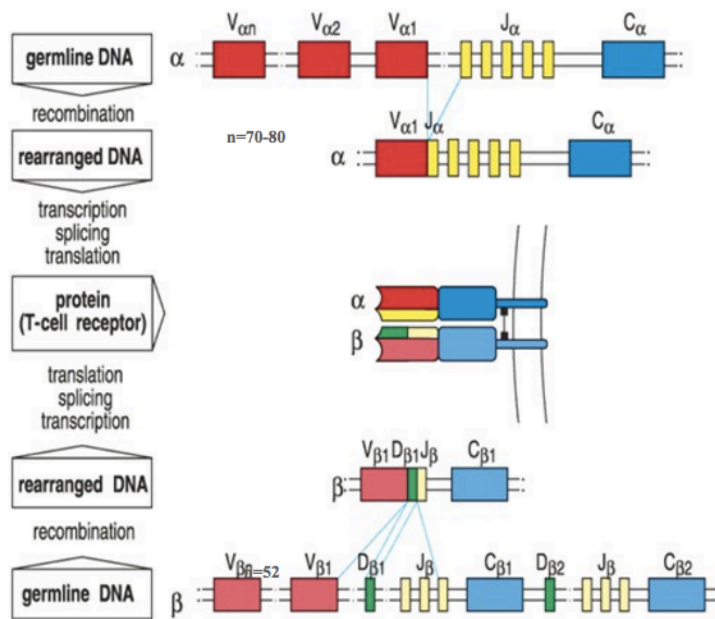 Vαn Vα2 Vα1 Jα Cα
germline DNA α
recombination
n=70-80
Vα1 Jα Cα
rearranged DNA α
transcription
splicing
translation
protein
(T-cell receptor)
α
β
translation
splicing
transcription
Vβ1 Dβ1 Jβ Cβ1
rearranged DNA β
recombination
n=52
Vβn Vβ1 Dβ1 Jβ Cβ1 Dβ2 Jβ Cβ2
germline DNA β